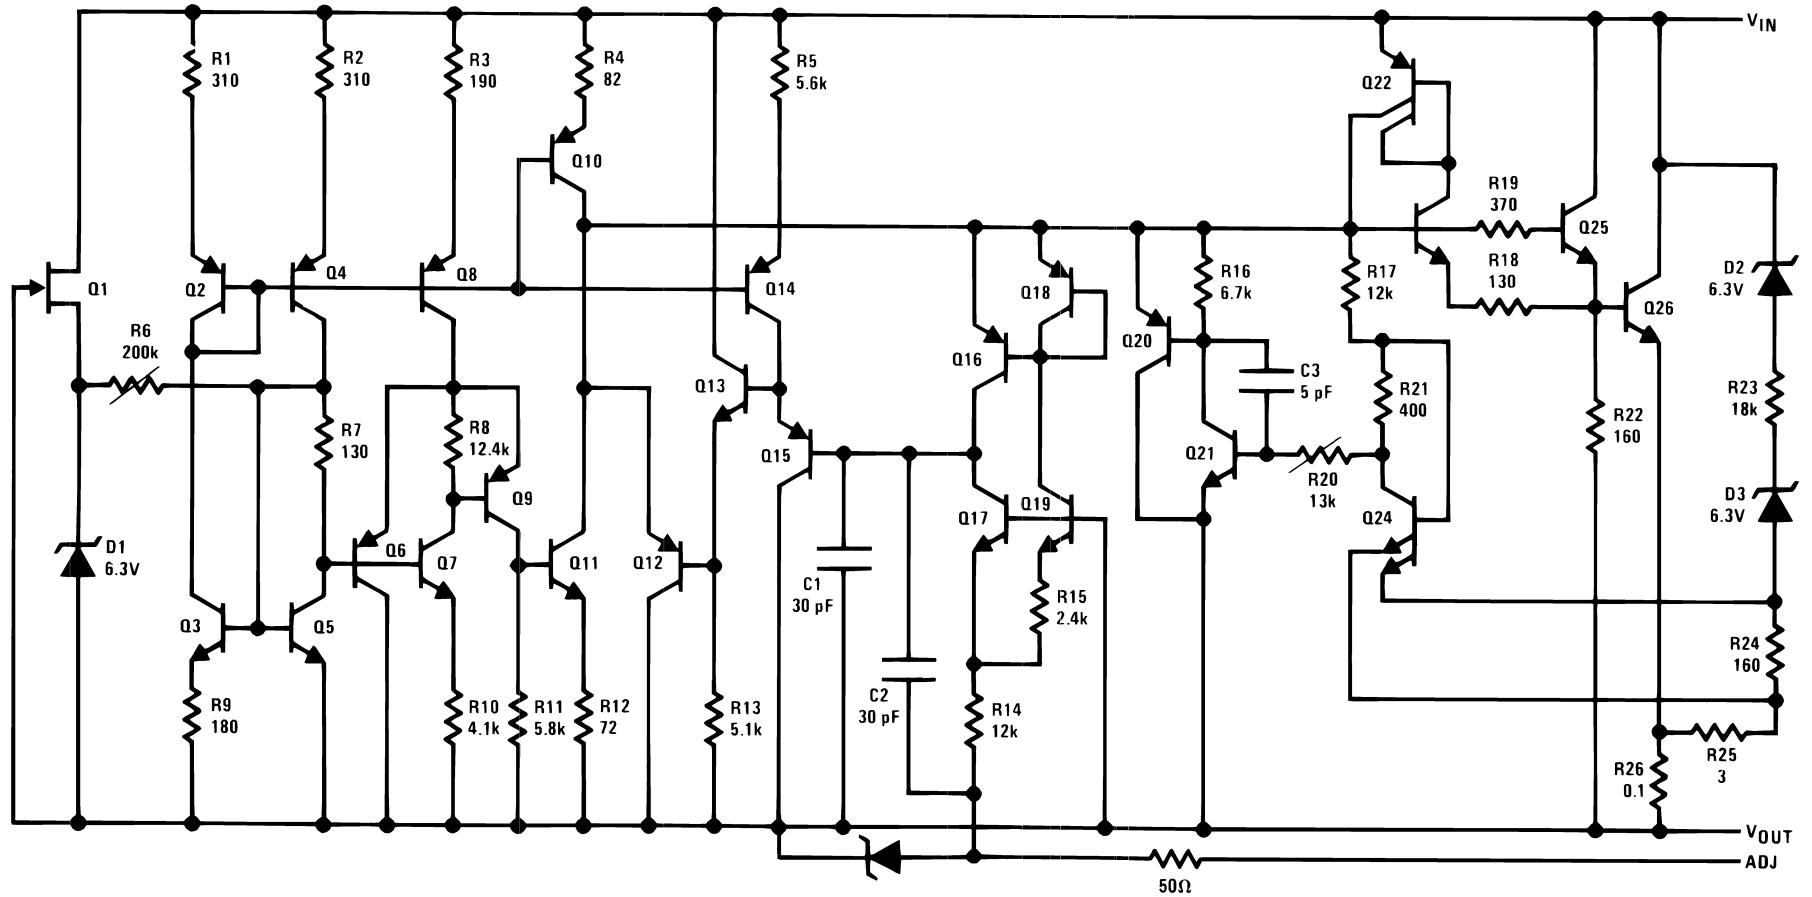 VIN
R1
310
R2
310
R3
190
R4
82
R5
5.6k
Q22
Q10
R19
370
Q25
Q1
Q2
Q4
Q8
Q14
R16
6.7k
R17
12k
R18
130
D2
6.3V
Q18
Q26
R6
200k
Q20
Q16
C3
5 pF
Q13
R21
400
R23
18k
R22
160
R7
130
R8
12.4k
Q15
Q21
R20
13k
Q9
Q19
Q17
Q24
D3
6.3V
D1
6.3V
Q6
Q7
Q11
Q12
C1
30 pF
R15
2.4k
Q3
Q5
R24
160
C2
30 pF
R9
180
R10
4.1k
R11
5.8k
R12
72
R13
5.1k
R14
12k
R25
3
R26
0.1
VOUT
ADJ
50Ω